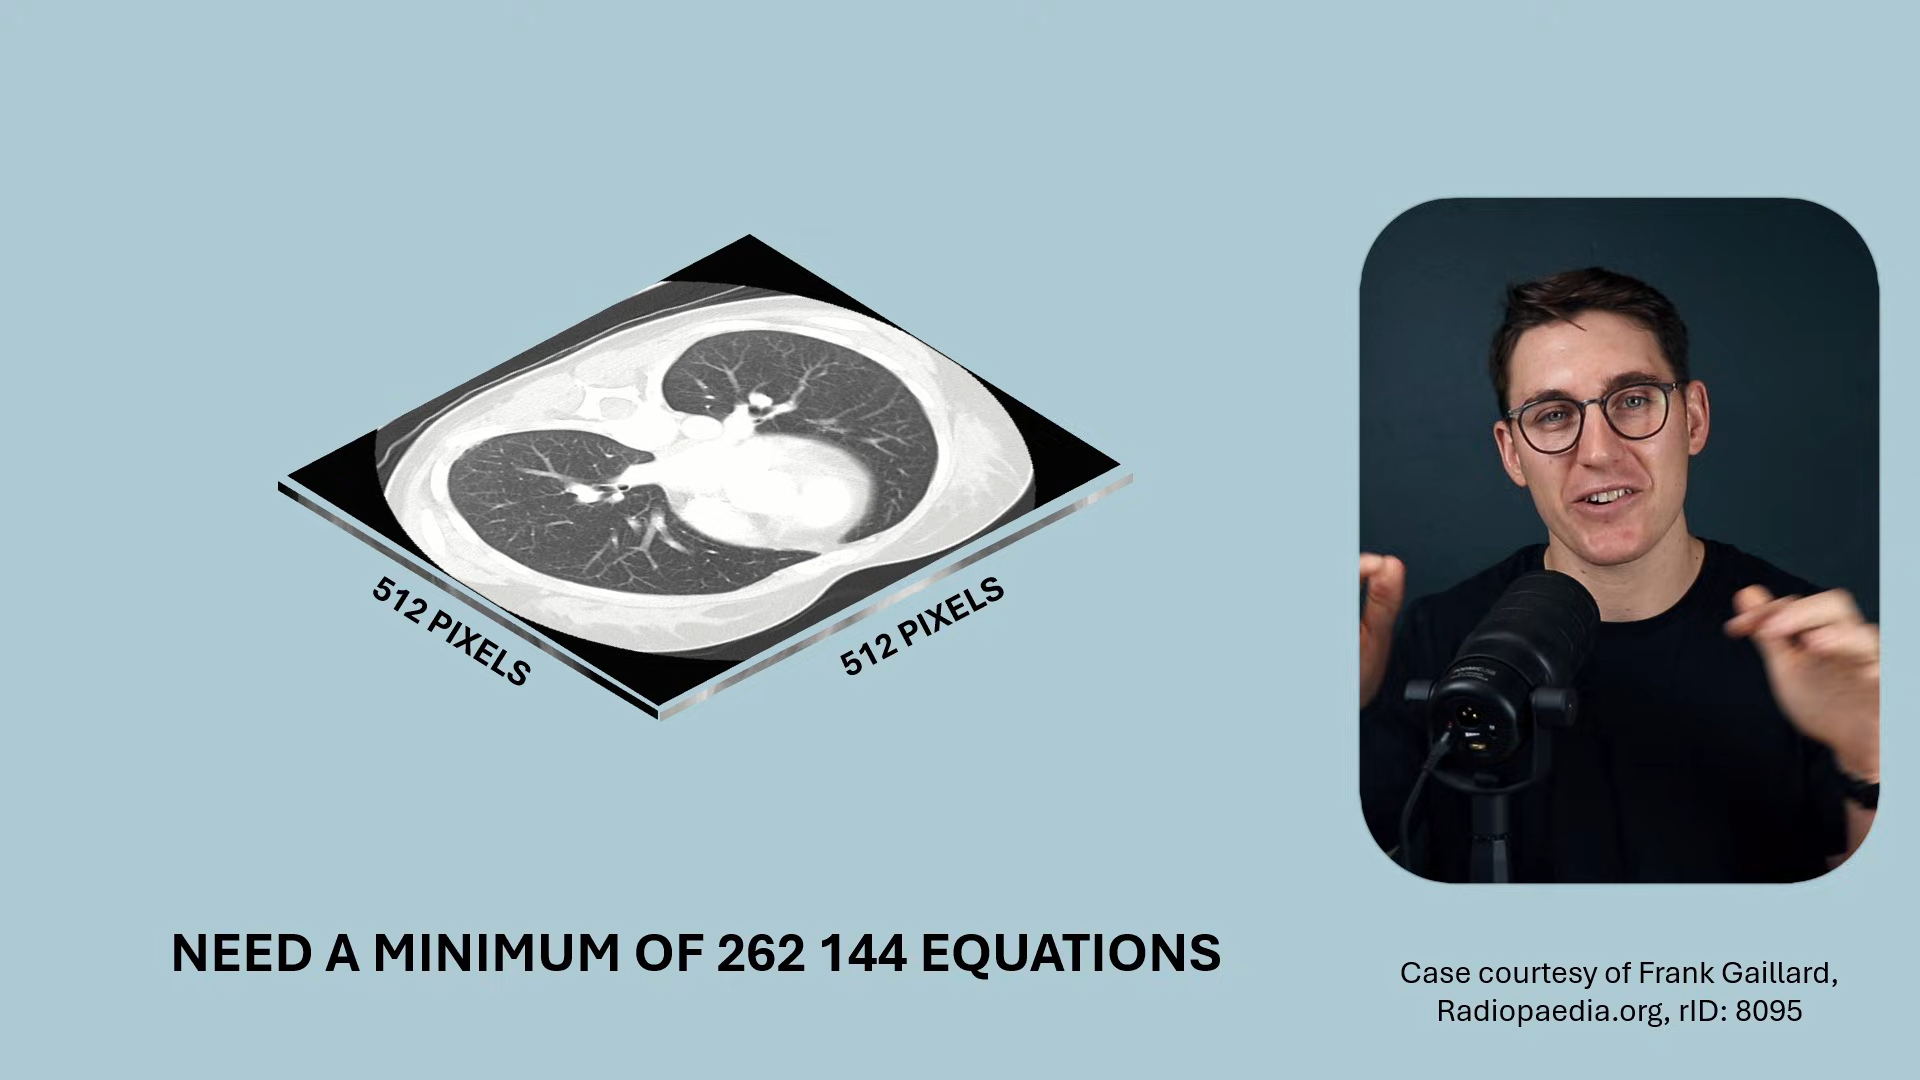 512 PIXELS
512 PIXELS
NEED A MINIMUM OF 262 144 EQUATIONS
Case courtesy of Frank Gaillard,
Radiopaedia.org, rID: 8095